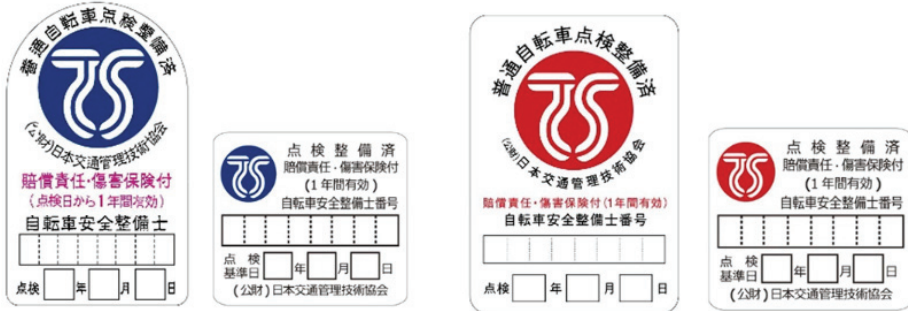 普通自転車点検整備済
TS
(公財)日本交通管理技術協会
賠償責任・傷害保険付
(点検日から1年間有効)
自転車安全整備士
点検 年 月 日
TS
点検整備済
賠償責任・傷害保険付
(1年間有効)
自転車安全整備士番号
点検
基準日 年 月 日
(公財)日本交通管理技術協会
普通自転車点検整備済
TS
(公財)日本交通管理技術協会
賠償責任・傷害保険付(1年間有効)
自転車安全整備士番号
点検 年 月 日
TS
点検整備済
賠償責任・傷害保険付
(1年間有効)
自転車安全整備士番号
点検
基準日 年 月 日
(公財)日本交通管理技術協会